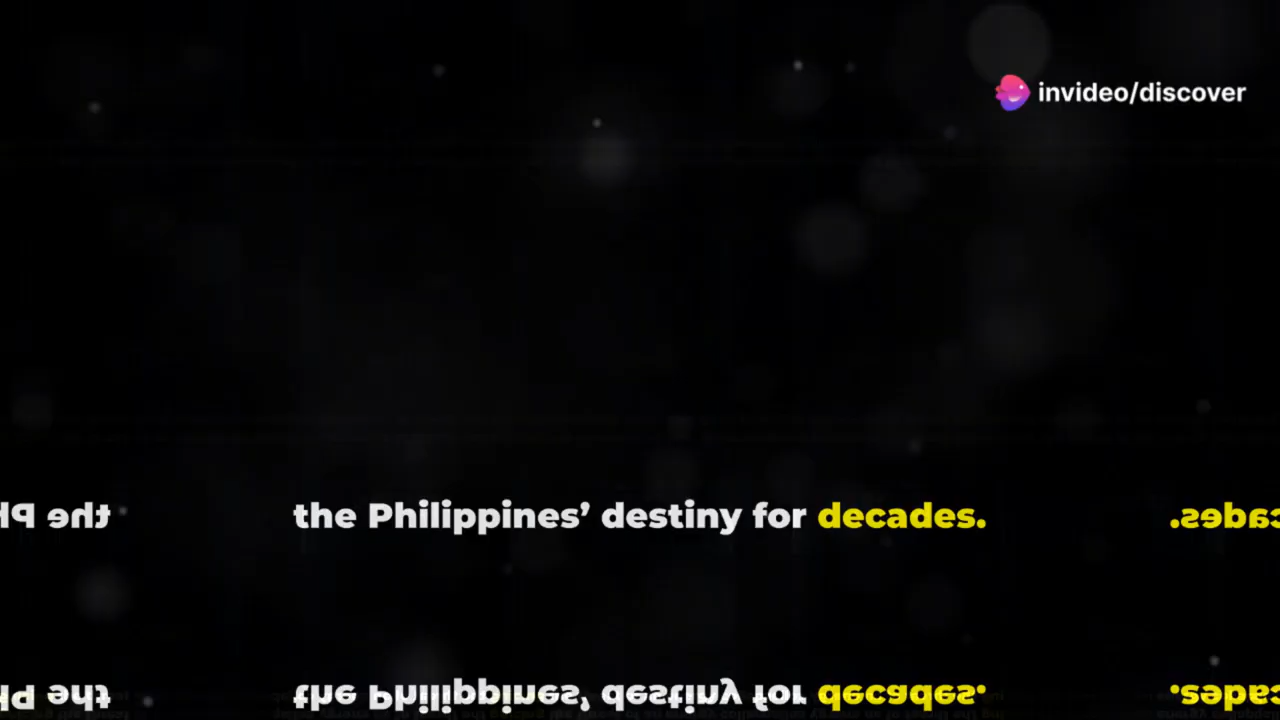 invideo/discover
the Philippines’ destiny for decades.